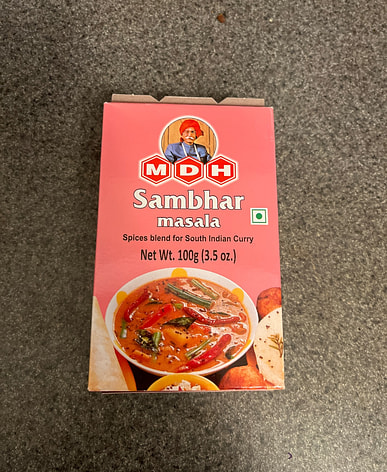 MDH
Sambhar
masala
Spices blend for South Indian Curry
Net Wt. 100g (3.5 oz.)